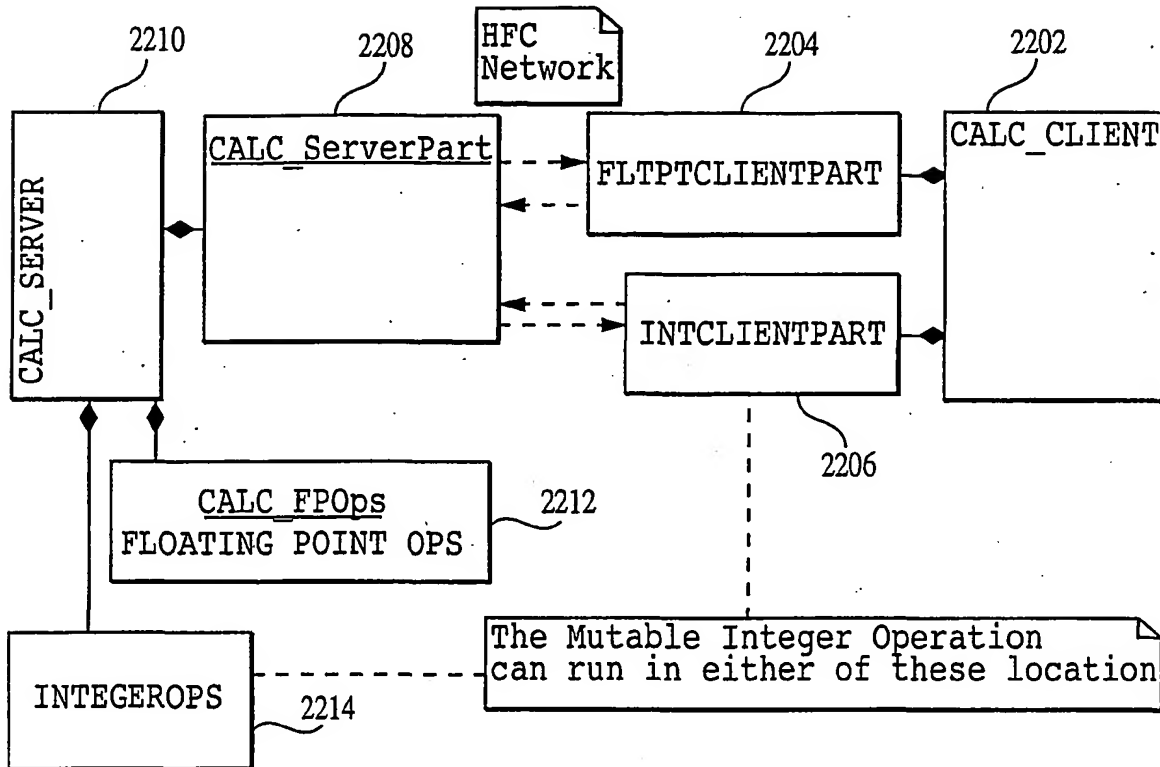 2210
2208
HFC
Network
2204
2202
CALC_SERVER
CALC_ServerPart
FLTPTCLIENTPART
CALC_CLIENT
INTCLIENTPART
2206
CALC_FPOps
FLOATING POINT OPS
2212
The Mutable Integer Operation
can run in either of these location
INTEGEROPS
2214